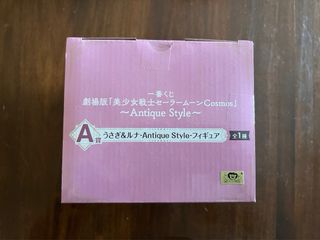 一番くじ
劇場版「美少女戦士セーラームーンCosmos」
～Antique Style～
A賞 うさぎ&ルナ-Antique Style-フィギュア 全1種